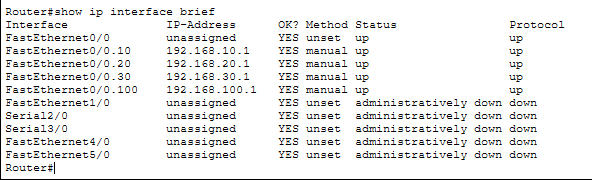 Router#show ip interface brief
Interface              IP-Address      OK? Method Status                Protocol
FastEthernet0/0        unassigned      YES unset  up                    up
FastEthernet0/0.10     192.168.10.1    YES manual up                    up
FastEthernet0/0.20     192.168.20.1    YES manual up                    up
FastEthernet0/0.30     192.168.30.1    YES manual up                    up
FastEthernet0/0.100    192.168.100.1   YES manual up                    up
FastEthernet1/0        unassigned      YES unset  administratively down down
Serial2/0              unassigned      YES unset  administratively down down
Serial3/0              unassigned      YES unset  administratively down down
FastEthernet4/0        unassigned      YES unset  administratively down down
FastEthernet5/0        unassigned      YES unset  administratively down down
Router#